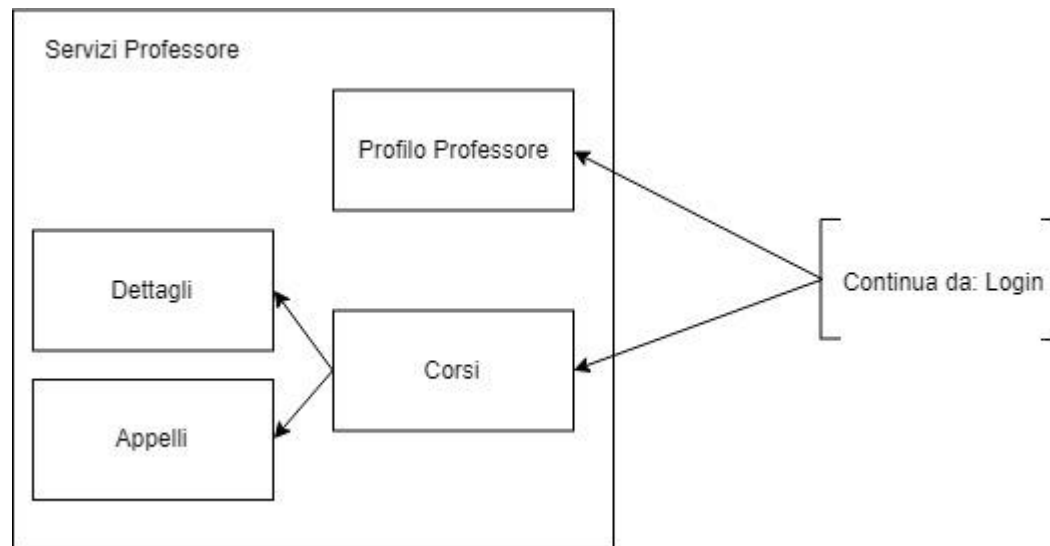 Servizi Professore
Profilo Professore
Dettagli
Continua da: Login
Corsi
Appelli